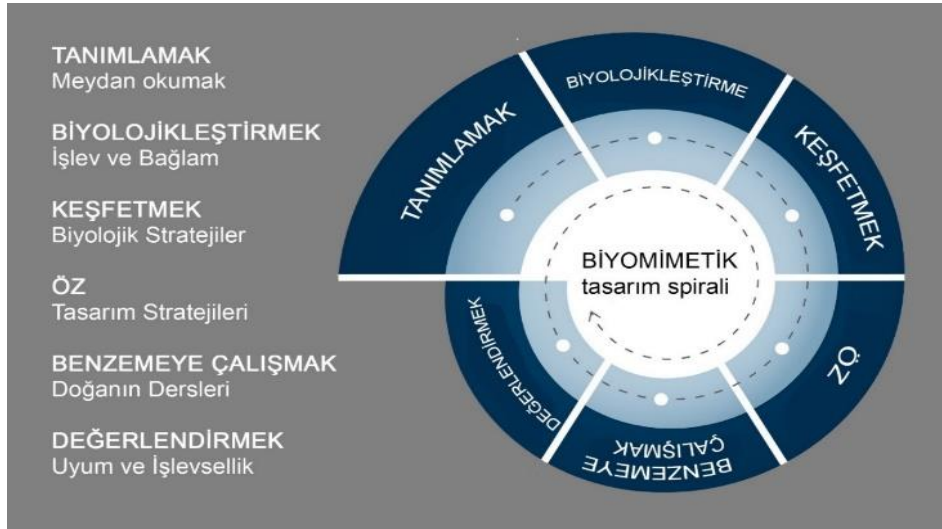 TANIMLAMAK
Meydan okumak
BİYOLOJİKLEŞTİRMEK
İşlev ve Bağlam
KEŞFETMEK
Biyolojik Stratejiler
ÖZ
Tasarım Stratejileri
BENZEMEYE ÇALIŞMAK
Doğanın Dersleri
DEĞERLENDİRMEK
Uyum ve İşlevsellik
TANIMLAMAK
BİYOLOJİKLEŞTİRME
KEŞFETMEK
ÖZ
BENZEMEYE
ÇALIŞMAK
DEĞERLENDİRMEK
BİYOMİMETİK
tasarım spirali